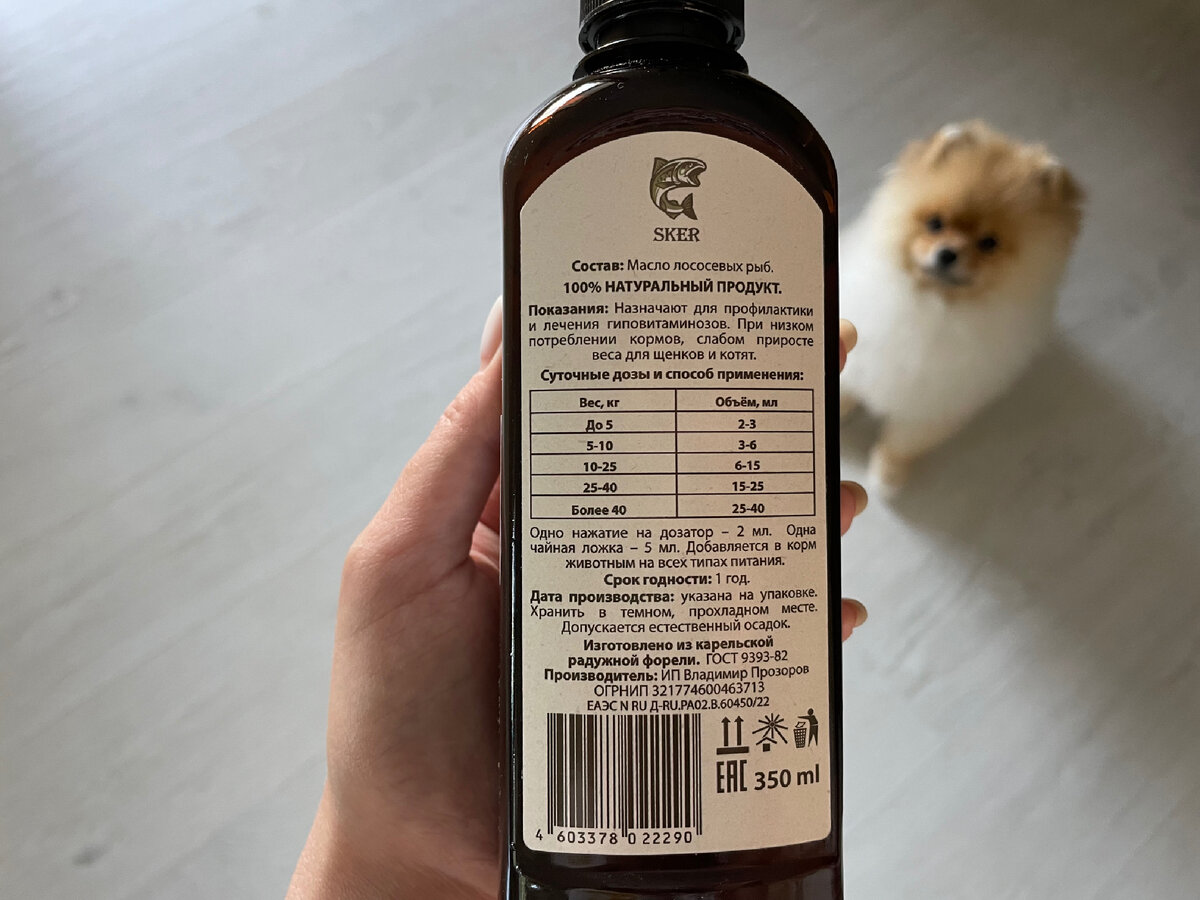 SKER
Состав: Масло лососевых рыб.
100% НАТУРАЛЬНЫЙ ПРОДУКТ.
Показания: Назначают для профилактики
и лечения гиповитаминозов. При низком
потреблении кормов, слабом приросте
веса для щенков и котят.
Суточные дозы и способ применения:
Вес, кг Объём, мл
До 5 2-3
5-10 3-6
10-25 6-15
25-40 15-25
Более 40 25-40
Одно нажатие на дозатор – 2 мл. Одна
чайная ложка – 5 мл. Добавляется в корм
животным на всех типах питания.
Срок годности: 1 год.
Дата производства: указана на упаковке.
Хранить в темном, прохладном месте.
Допускается естественный осадок.
Изготовлено из карельской
радужной форели. ГОСТ 9393-82
Производитель: ИП Владимир Прозоров
ОГРНИП 321774600463713
ЕАЭС N RU Д-RU.РА02.В.60450/22
EAC 350 ml
4 603378 022290